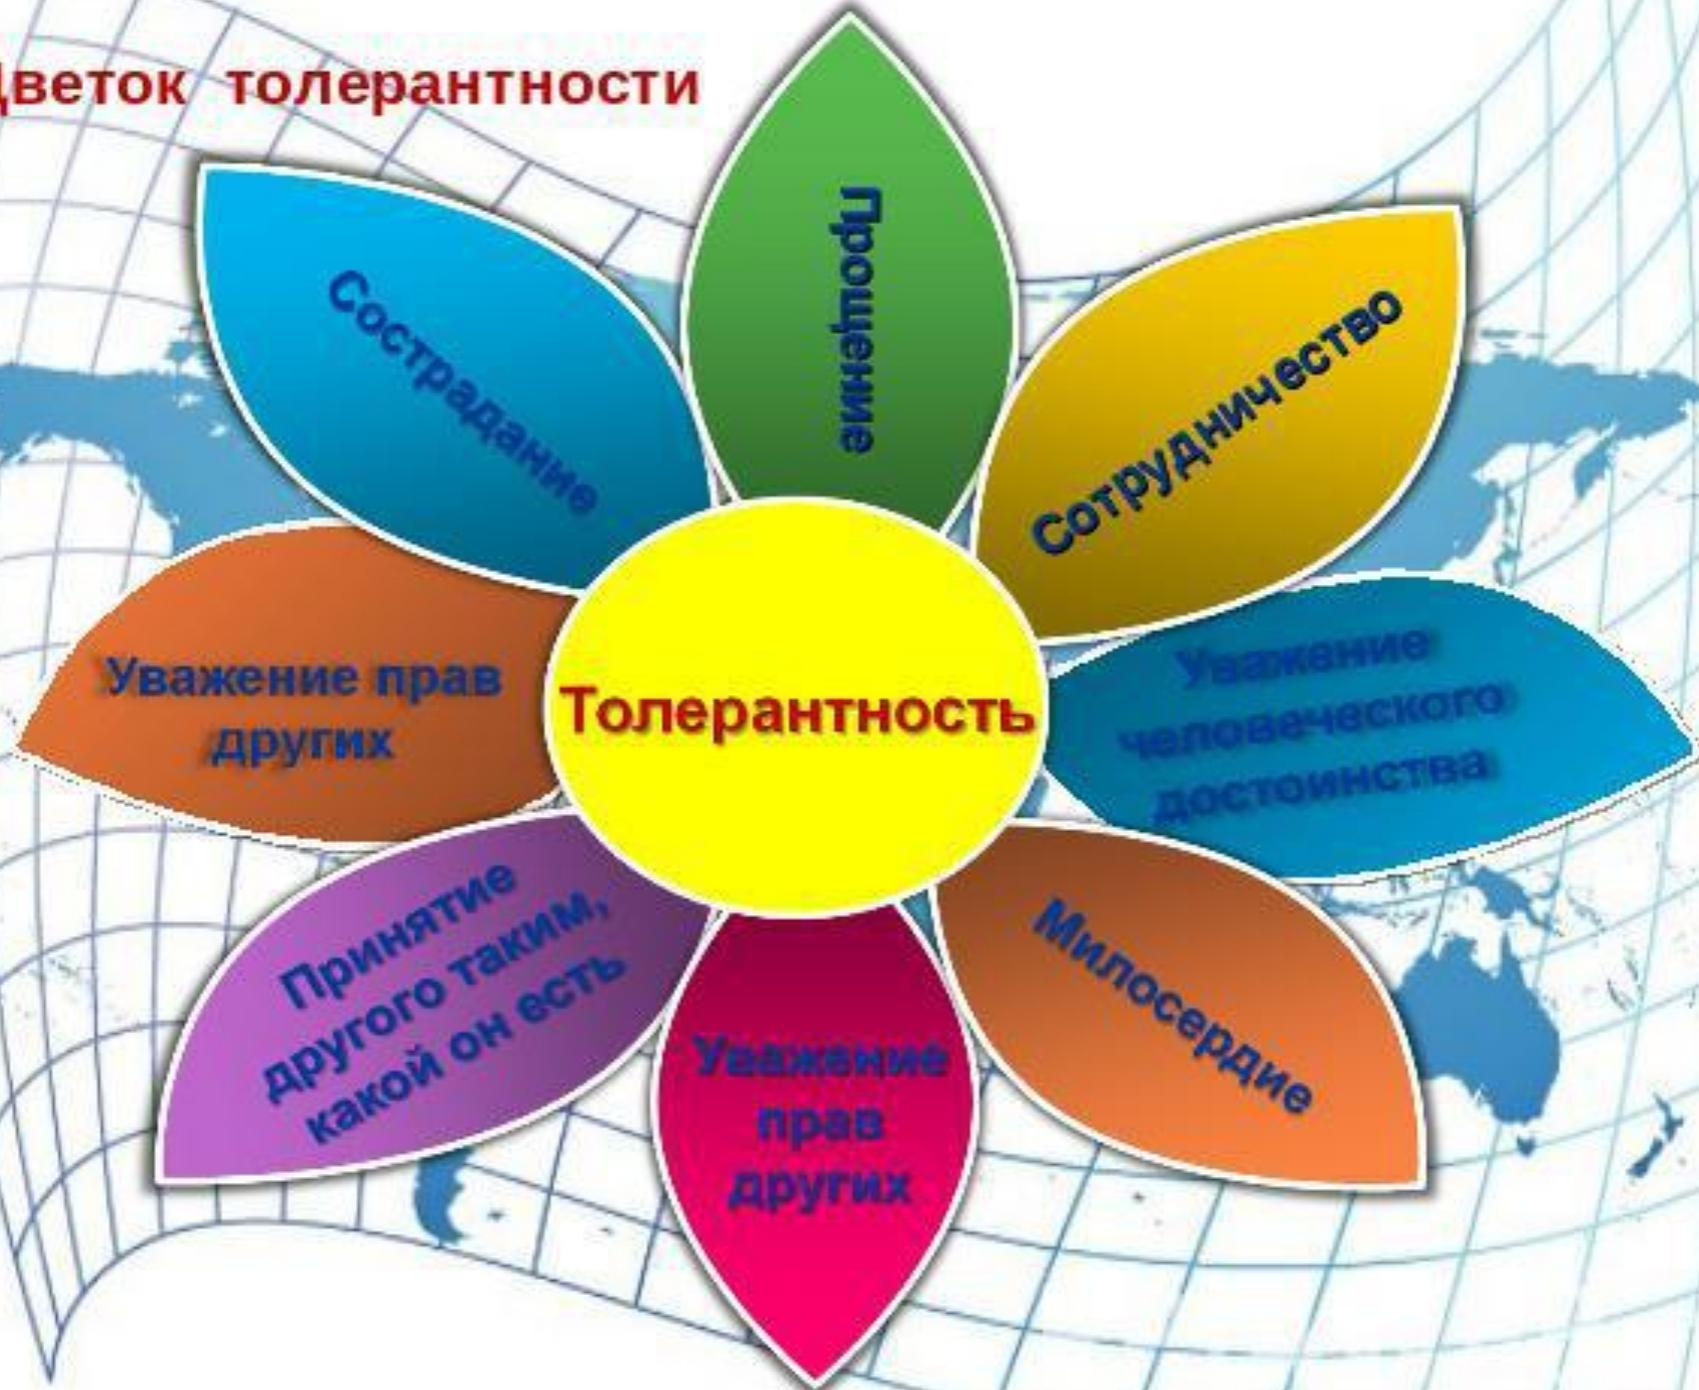 Цветок толерантности
Прощение
Сотрудничество
Уважение
человеческого
достоинства
Милосердие
Уважение
прав
других
Принятие
другого таким,
какой он есть
Уважение прав
других
Сострадание
Толерантность